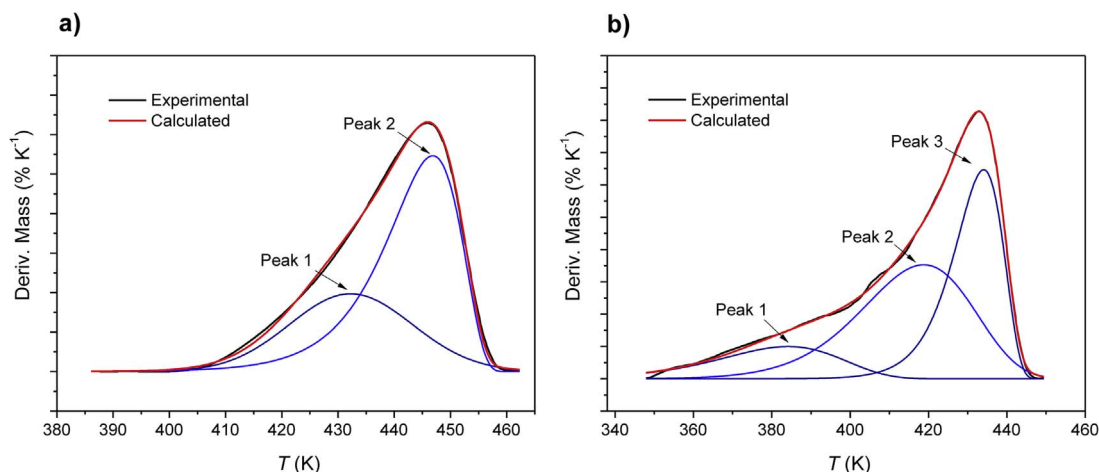 a)
Experimental
Calculated
Peak 2
Peak 1
Deriv. Mass (% K⁻¹)
380 390 400 410 420 430 440 450 460
T (K)
b)
Experimental
Calculated
Peak 3
Peak 2
Peak 1
Deriv. Mass (% K⁻¹)
340 360 380 400 420 440 460
T (K)